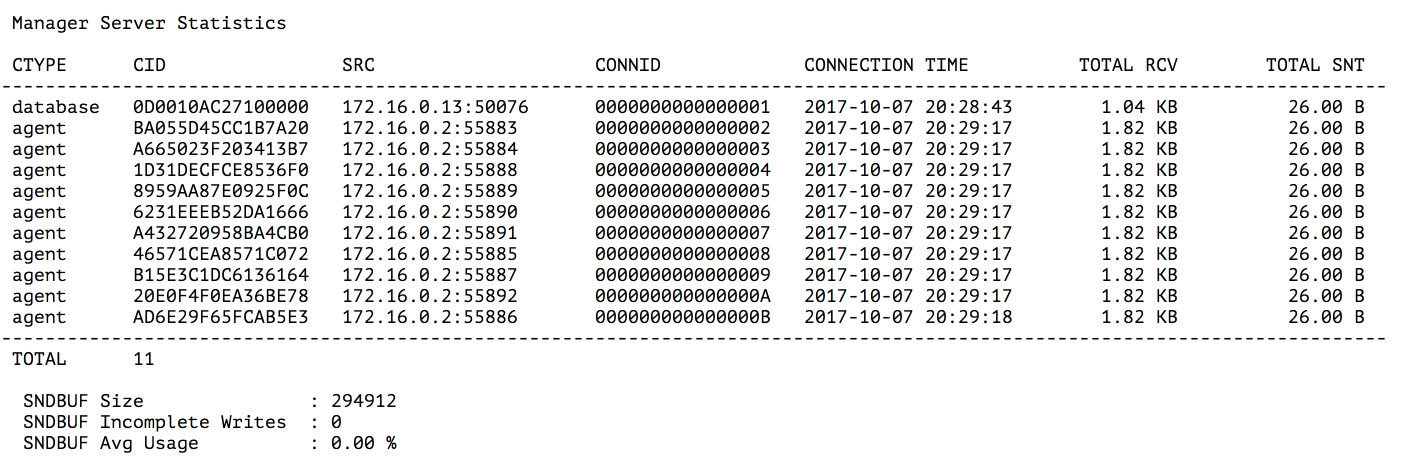 Manager Server Statistics
CTYPE CID SRC CONNID CONNECTION TIME TOTAL RCV TOTAL SNT
--------------------------------------------------------------------------------------------------------------------------------
database 0D0010AC27100000 172.16.0.13:50076 0000000000000001 2017-10-07 20:28:43 1.04 KB 26.00 B
agent BA055D45CC1B7A20 172.16.0.2:55883 0000000000000002 2017-10-07 20:29:17 1.82 KB 26.00 B
agent A665023F203413B7 172.16.0.2:55884 0000000000000003 2017-10-07 20:29:17 1.82 KB 26.00 B
agent 1D31DECFCE8536F0 172.16.0.2:55888 0000000000000004 2017-10-07 20:29:17 1.82 KB 26.00 B
agent 8959AA87E0925F0C 172.16.0.2:55889 0000000000000005 2017-10-07 20:29:17 1.82 KB 26.00 B
agent 6231EEEB52DA1666 172.16.0.2:55890 0000000000000006 2017-10-07 20:29:17 1.82 KB 26.00 B
agent A432720958BA4CB0 172.16.0.2:55891 0000000000000007 2017-10-07 20:29:17 1.82 KB 26.00 B
agent 46571CEA8571C072 172.16.0.2:55885 0000000000000008 2017-10-07 20:29:17 1.82 KB 26.00 B
agent B15E3C1DC6136164 172.16.0.2:55887 0000000000000009 2017-10-07 20:29:17 1.82 KB 26.00 B
agent 20E0F4F0EA36BE78 172.16.0.2:55892 000000000000000A 2017-10-07 20:29:17 1.82 KB 26.00 B
agent AD6E29F65FCAB5E3 172.16.0.2:55886 000000000000000B 2017-10-07 20:29:18 1.82 KB 26.00 B
--------------------------------------------------------------------------------------------------------------------------------
TOTAL 11
SNDBUF Size : 294912
SNDBUF Incomplete Writes : 0
SNDBUF Avg Usage : 0.00 %